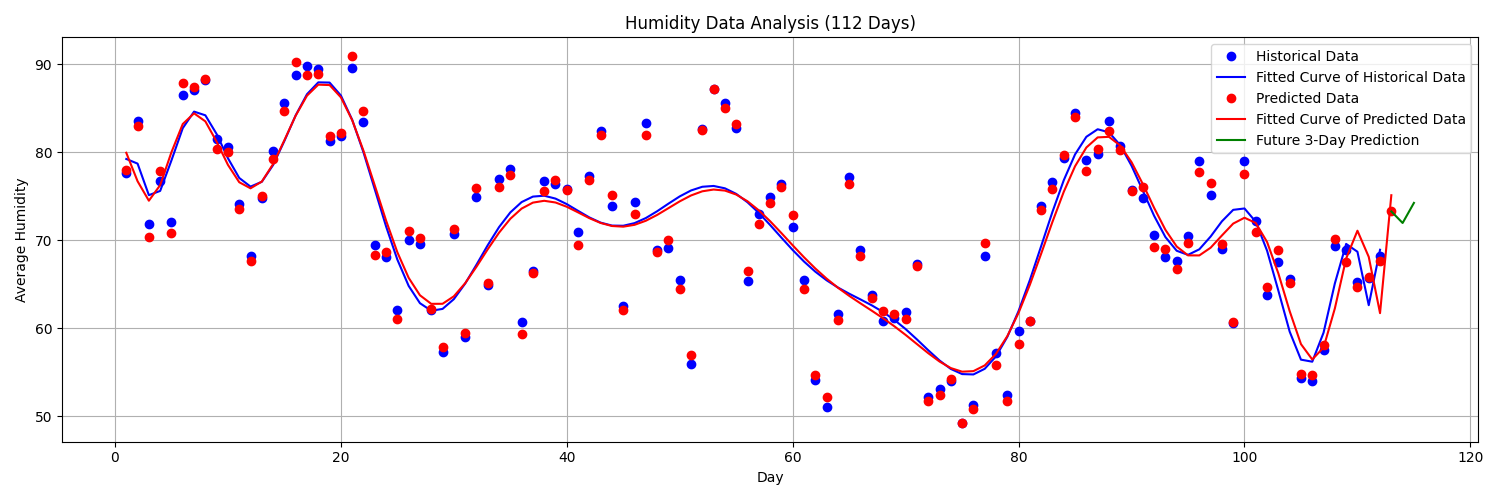 Humidity Data Analysis (112 Days)
Historical Data
Fitted Curve of Historical Data
Predicted Data
Fitted Curve of Predicted Data
Future 3-Day Prediction
Average Humidity
90
80
70
60
50
0 20 40 60 80 100 120
Day